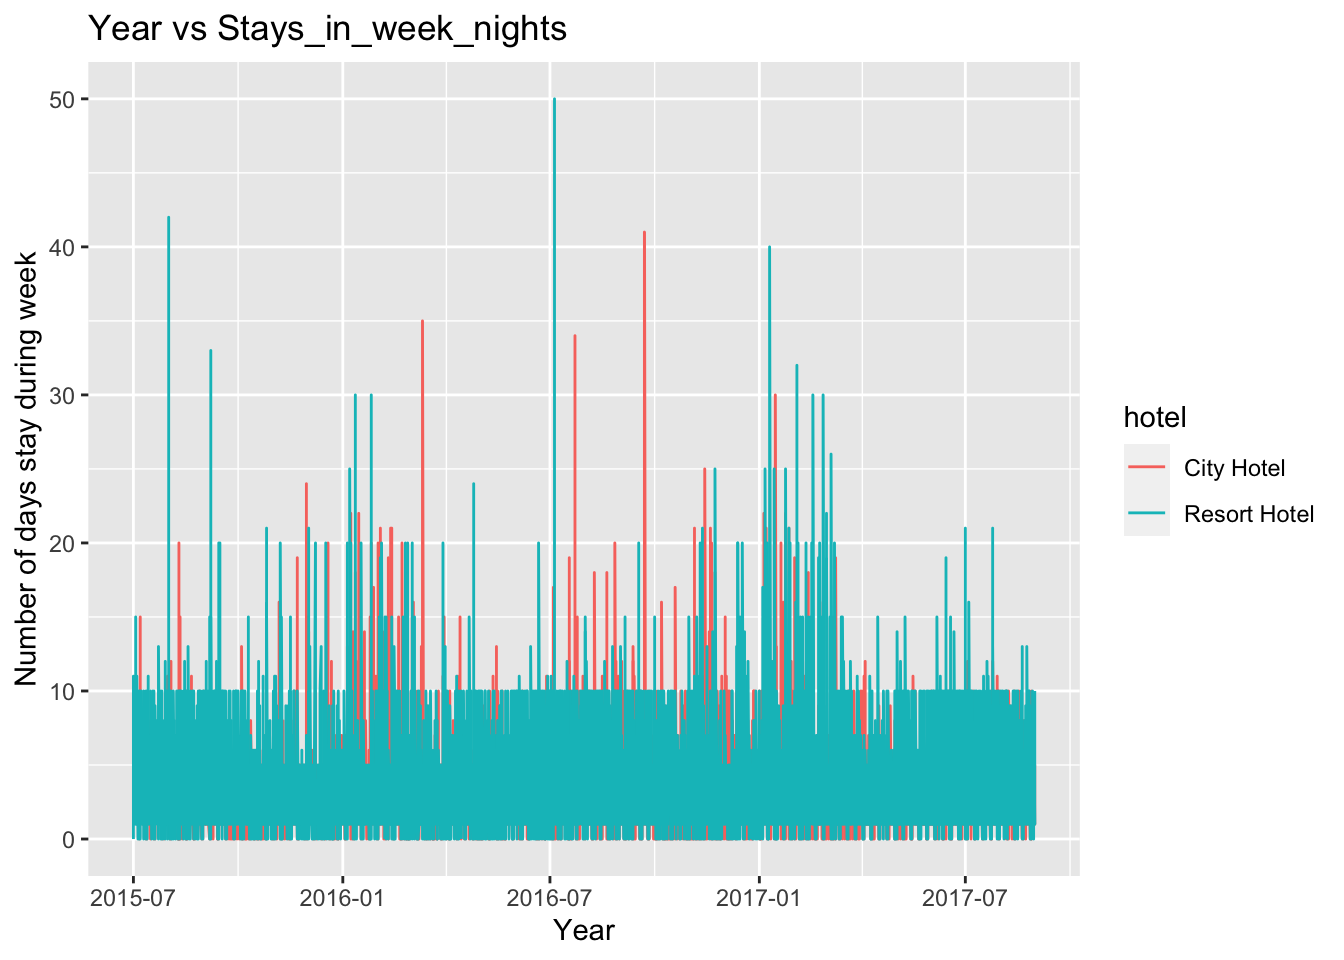 Year vs Stays_in_week_nights
50
40
30
20
10
0
Number of days stay during week
2015-07
2016-01
2016-07
2017-01
2017-07
Year
hotel
City Hotel
Resort Hotel